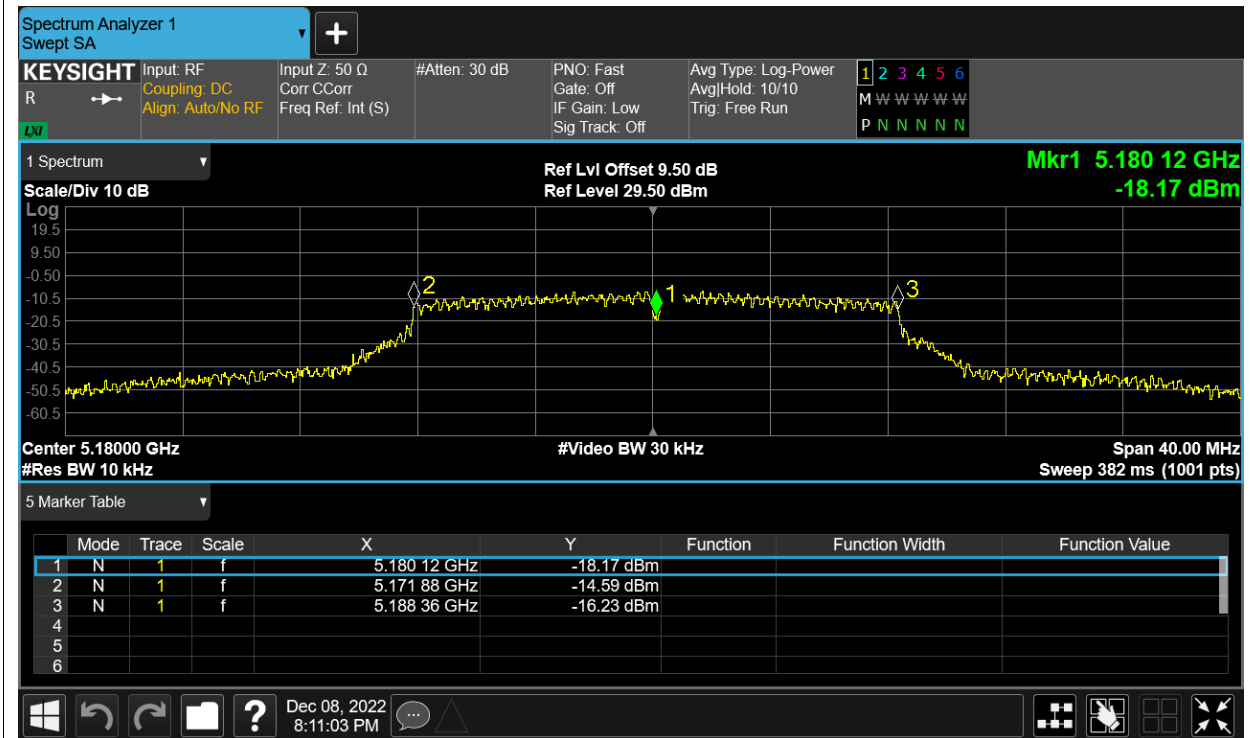 Spectrum Analyzer 1
Swept SA
+
KEYSIGHT Input: RF Input Z: 50 Ω #Atten: 30 dB PNO: Fast Avg Type: Log-Power 1 2 3 4 5 6
R Coupling: DC Corr CCorr Gate: Off Avg|Hold: 10/10 M W W W W W
Align: Auto/No RF Freq Ref: Int (S) IF Gain: Low Trig: Free Run
LXI Sig Track: Off P N N N N N
1 Spectrum Ref Lvl Offset 9.50 dB Mkr1 5.180 12 GHz
Scale/Div 10 dB Ref Level 29.50 dBm -18.17 dBm
Log
19.5
9.50
-0.50
2 1 3
-10.5
-20.5
-30.5
-40.5
-50.5
-60.5
Center 5.18000 GHz #Video BW 30 kHz Span 40.00 MHz
#Res BW 10 kHz Sweep 382 ms (1001 pts)
5 Marker Table
Mode Trace Scale X Y Function Function Width Function Value
1 N 1 f 5.180 12 GHz -18.17 dBm
2 N 1 f 5.171 88 GHz -14.59 dBm
3 N 1 f 5.188 36 GHz -16.23 dBm
4
5
6
? Dec 08, 2022
8:11:03 PM